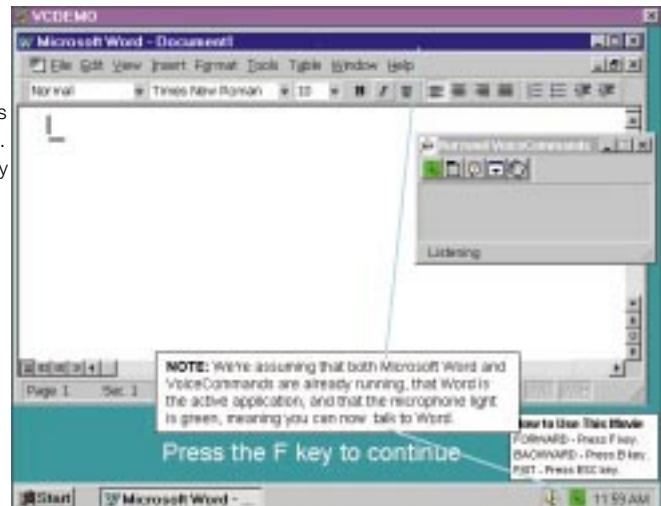 VCDEMO
Microsoft Word - Document1
File Edit View Insert Format Tools Table Window Help
Normal Times New Roman 10 B I U
s
.
y
VoiceCommands
Listening
NOTE: We're assuming that both Microsoft Word and
VoiceCommands are already running, that Word is
the active application, and that the microphone light
is green, meaning you can now talk to Word.
Page 1 Sec 1
Press the F key to continue
How to Use This Movie
FORWARD - Press F key.
BACKWARD - Press B key.
EXIT - Press ESC key.
Start Microsoft Word - 11:59 AM